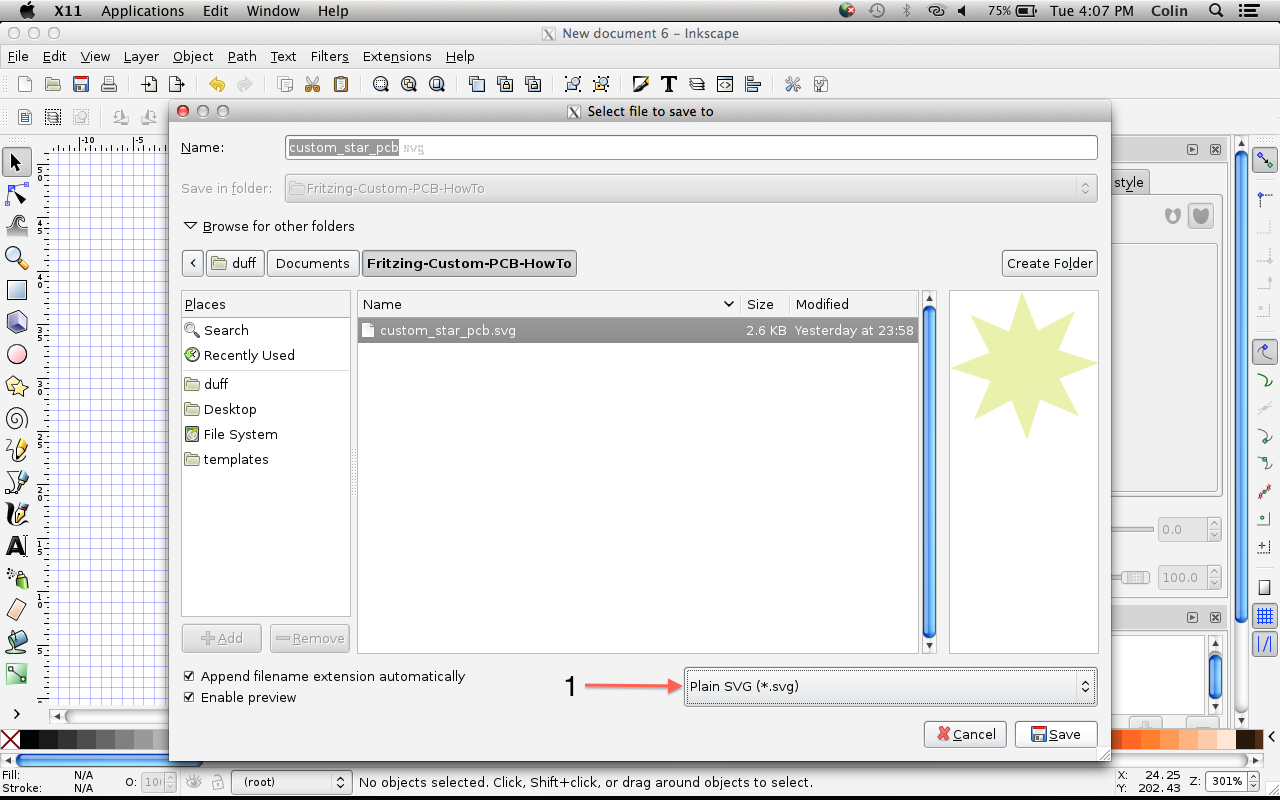 X11 Applications Edit Window Help 75% Tue 4:07 PM Colin
New document 6 – Inkscape
File Edit View Layer Object Path Text Filters Extensions Help
Select file to save to
Name: custom_star_pcb.svg
Save in folder: Fritzing-Custom-PCB-HowTo
style
Browse for other folders
duff Documents Fritzing-Custom-PCB-HowTo Create Folder
Places Name Size Modified
Search custom_star_pcb.svg 2.6 KB Yesterday at 23:58
Recently Used
duff
Desktop
File System
templates
0.0
100.0
Add Remove
Append filename extension automatically
1 Plain SVG (*.svg)
Enable preview
Cancel Save
Fill: N/A
Stroke: N/A
O: (root) No objects selected. Click, Shift+click, or drag around objects to select.
X: 24.25
Y: 202.43
Z: 301%